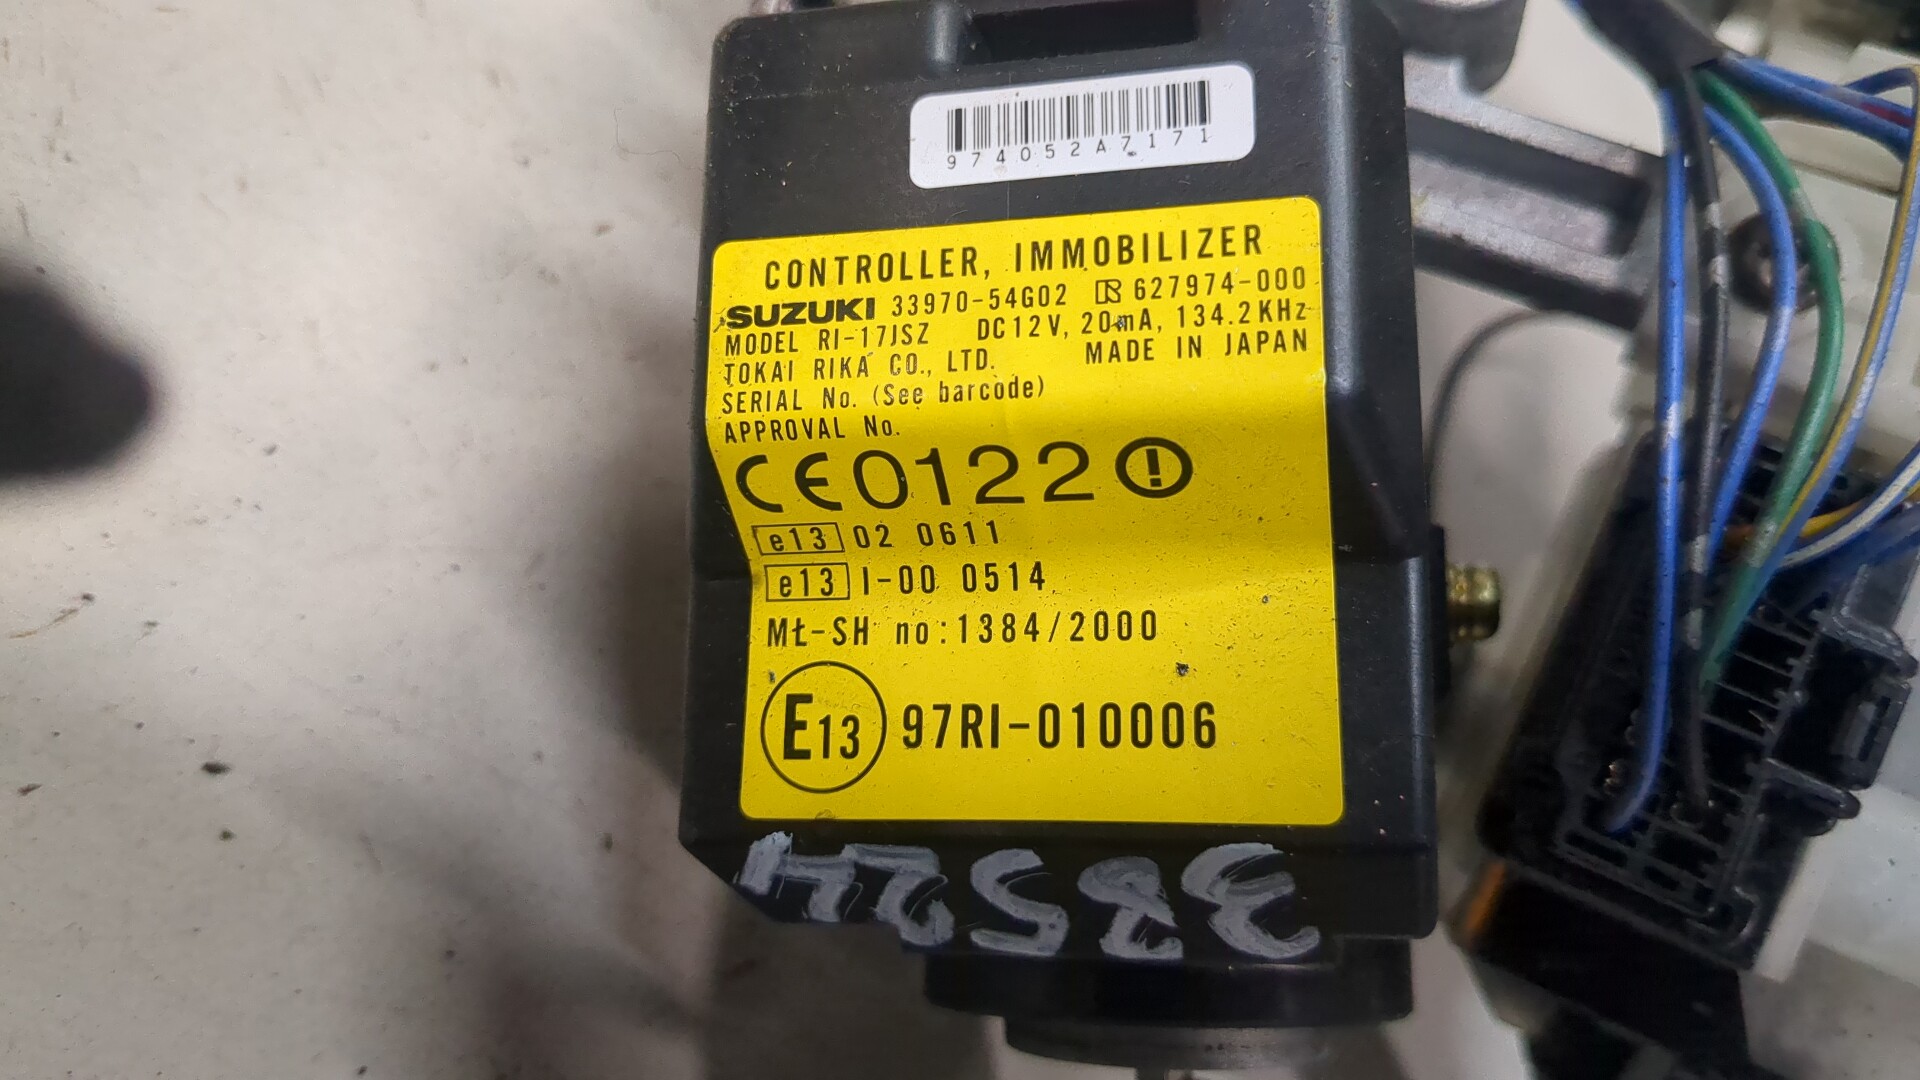 974052A7171
CONTROLLER, IMMOBILIZER
SUZUKI 33970-54G02 627974-000
MODEL RI-17JSZ DC12V, 20mA, 134.2KHz
TOKAI RIKA CO., LTD. MADE IN JAPAN
SERIAL No. (See barcode)
APPROVAL No.
CE0122
e13 02 0611
e13 I-00 0514
MŁ-SH no:1384/2000
E13 97RI-010006